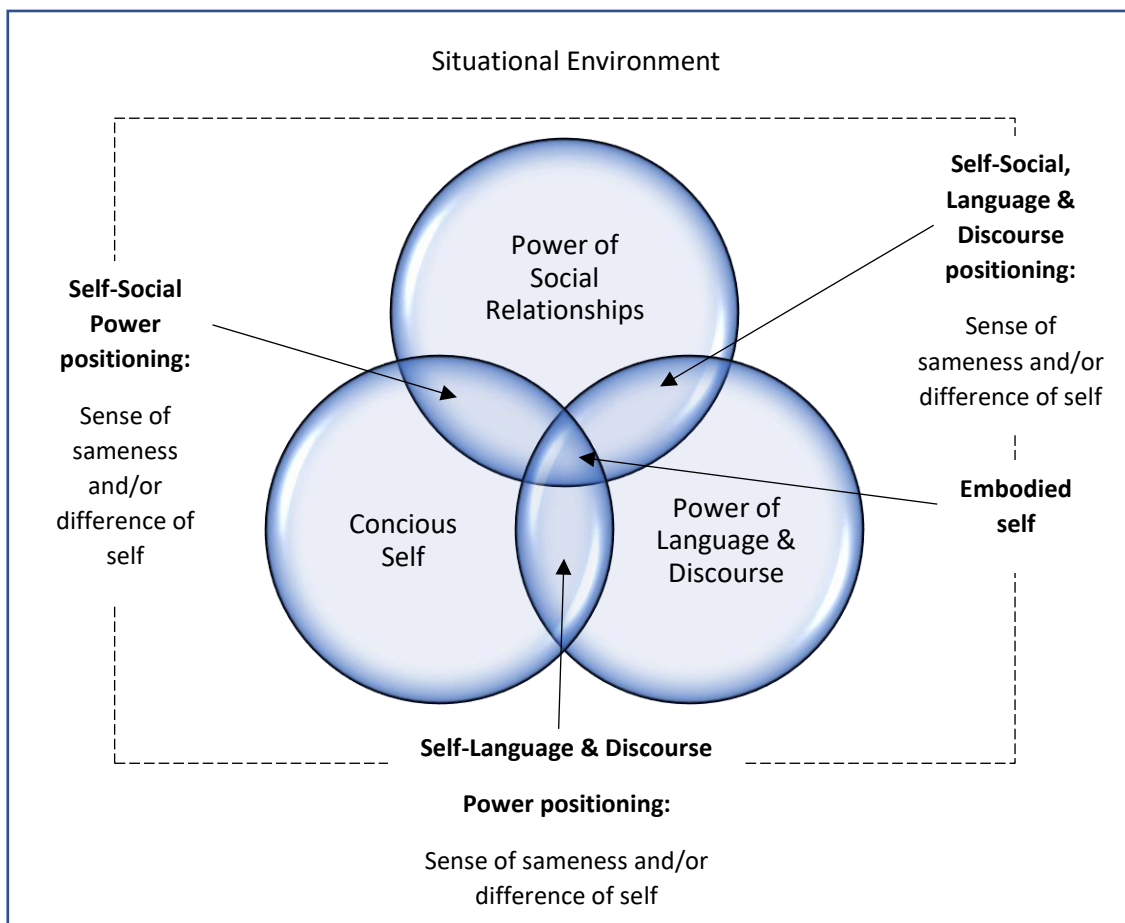 Situational Environment
Self-Social,
Language &
Discourse
positioning:
Sense of
sameness and/or
difference of self
Power of
Social
Relationships
Self-Social
Power
positioning:
Sense of
sameness
and/or
difference of
self
Concious
Self
Power of
Language &
Discourse
Embodied
self
Self-Language & Discourse
Power positioning:
Sense of sameness and/or
difference of self